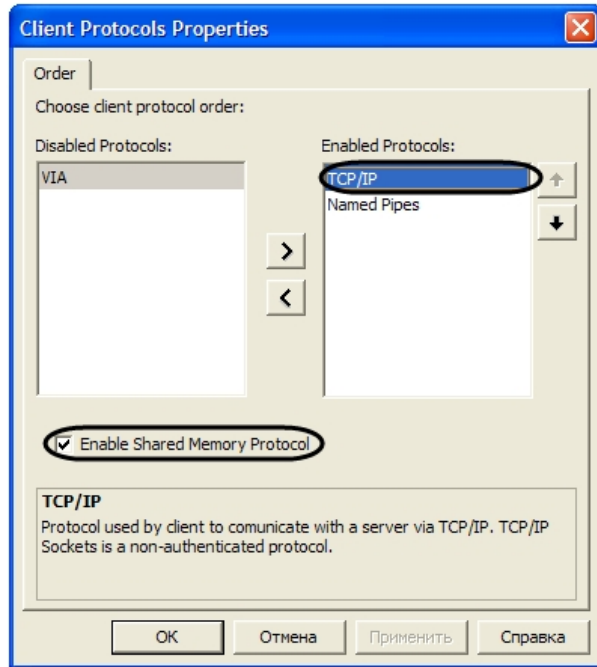 Client Protocols Properties
Order
Choose client protocol order:
Disabled Protocols:
Enabled Protocols:
VIA
TCP/IP
Named Pipes
Enable Shared Memory Protocol
TCP/IP
Protocol used by client to comunicate with a server via TCP/IP. TCP/IP
Sockets is a non-authenticated protocol.
OK
Отмена
Применить
Справка